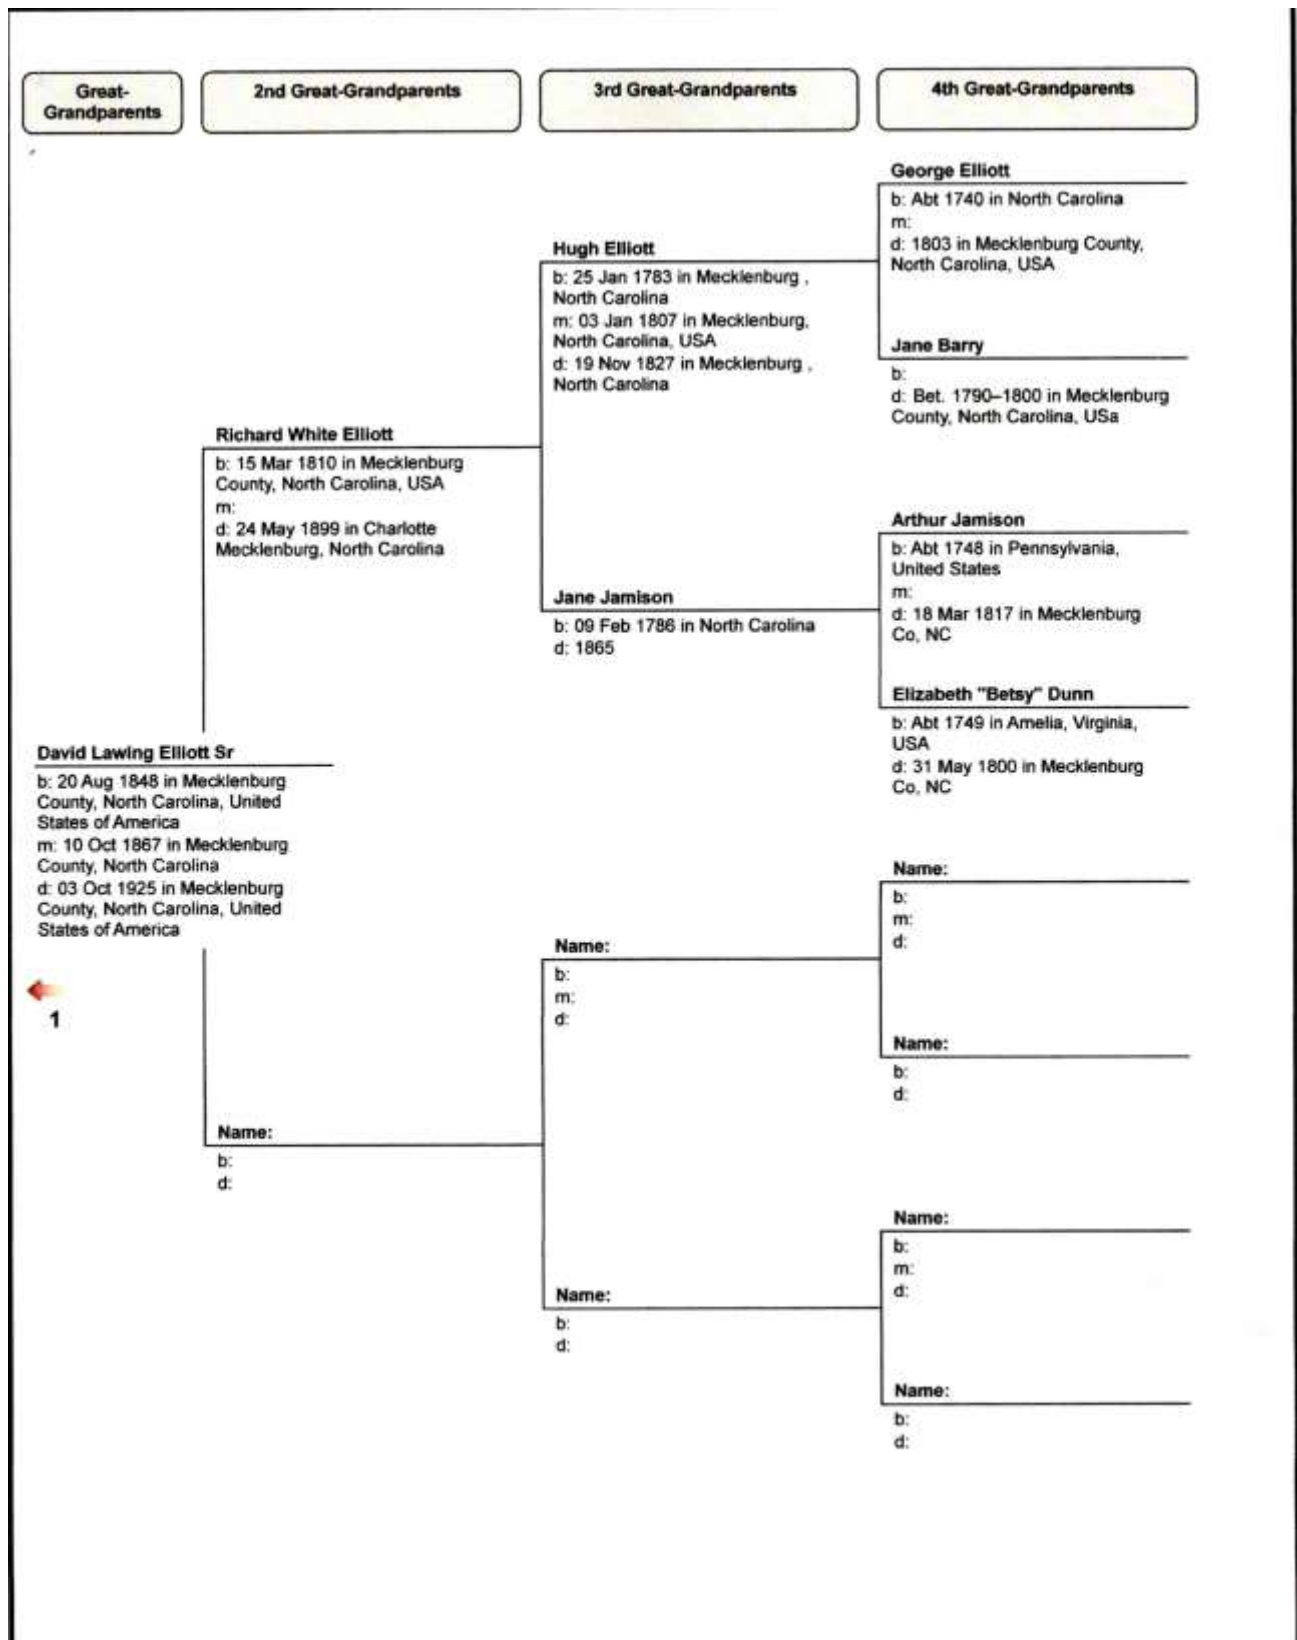 Great-
Grandparents
2nd Great-Grandparents
3rd Great-Grandparents
4th Great-Grandparents
George Elliott
b: Abt 1740 in North Carolina
m:
d: 1803 in Mecklenburg County,
North Carolina, USA
Hugh Elliott
b: 25 Jan 1783 in Mecklenburg ,
North Carolina
m: 03 Jan 1807 in Mecklenburg,
North Carolina, USA
d: 19 Nov 1827 in Mecklenburg ,
North Carolina
Jane Barry
b:
d: Bet. 1790–1800 in Mecklenburg
County, North Carolina, USa
Richard White Elliott
b: 15 Mar 1810 in Mecklenburg
County, North Carolina, USA
m:
d: 24 May 1899 in Charlotte
Mecklenburg, North Carolina
Arthur Jamison
b: Abt 1748 in Pennsylvania,
United States
m:
d: 18 Mar 1817 in Mecklenburg
Co, NC
Jane Jamison
b: 09 Feb 1786 in North Carolina
d: 1865
Elizabeth "Betsy" Dunn
b: Abt 1749 in Amelia, Virginia,
USA
d: 31 May 1800 in Mecklenburg
Co, NC
David Lawing Elliott Sr
b: 20 Aug 1848 in Mecklenburg
County, North Carolina, United
States of America
m: 10 Oct 1867 in Mecklenburg
County, North Carolina
d: 03 Oct 1925 in Mecklenburg
County, North Carolina, United
States of America
1
Name:
b:
m:
d:
Name:
b:
m:
d:
Name:
b:
d:
Name:
b:
d:
Name:
b:
m:
d:
Name:
b:
d:
Name:
b:
d: